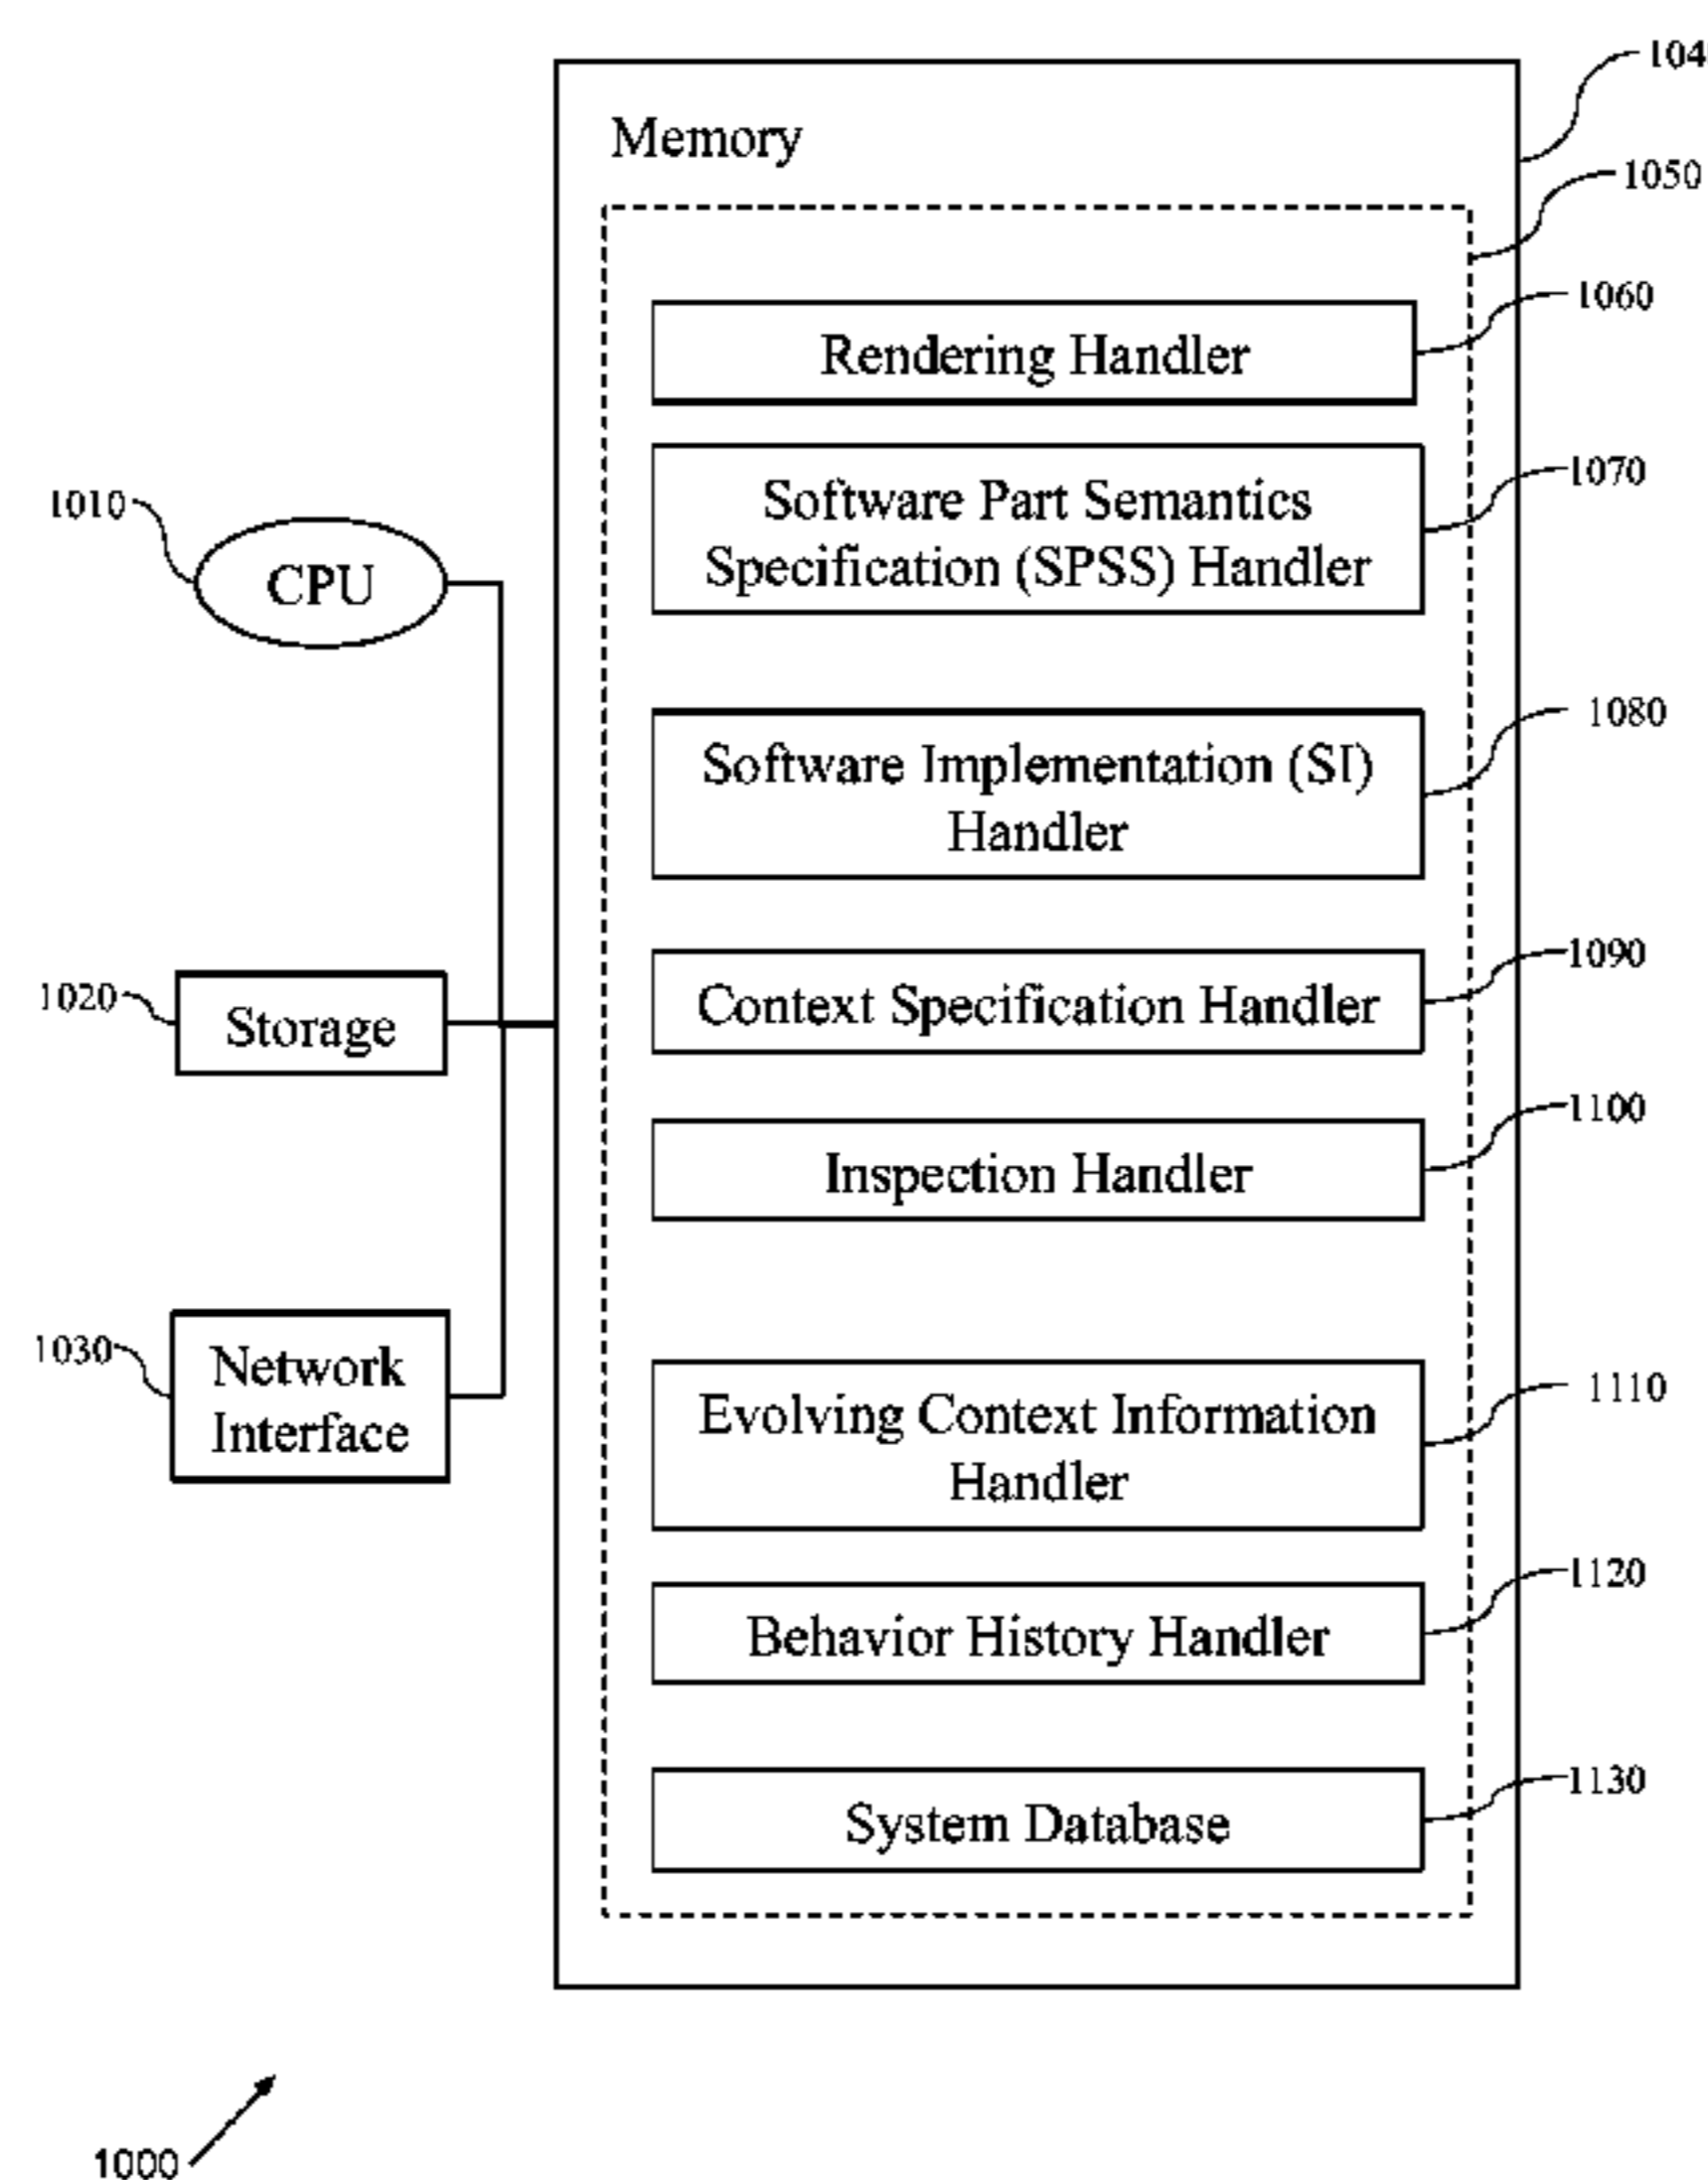 104
Memory
1050
1060
Rendering Handler
1070
Software Part Semantics
Specification (SPSS) Handler
1010
CPU
1080
Software Implementation (SI)
Handler
1090
Context Specification Handler
1020
Storage
1100
Inspection Handler
1030
Network
Interface
1110
Evolving Context Information
Handler
1120
Behavior History Handler
1130
System Database
1000